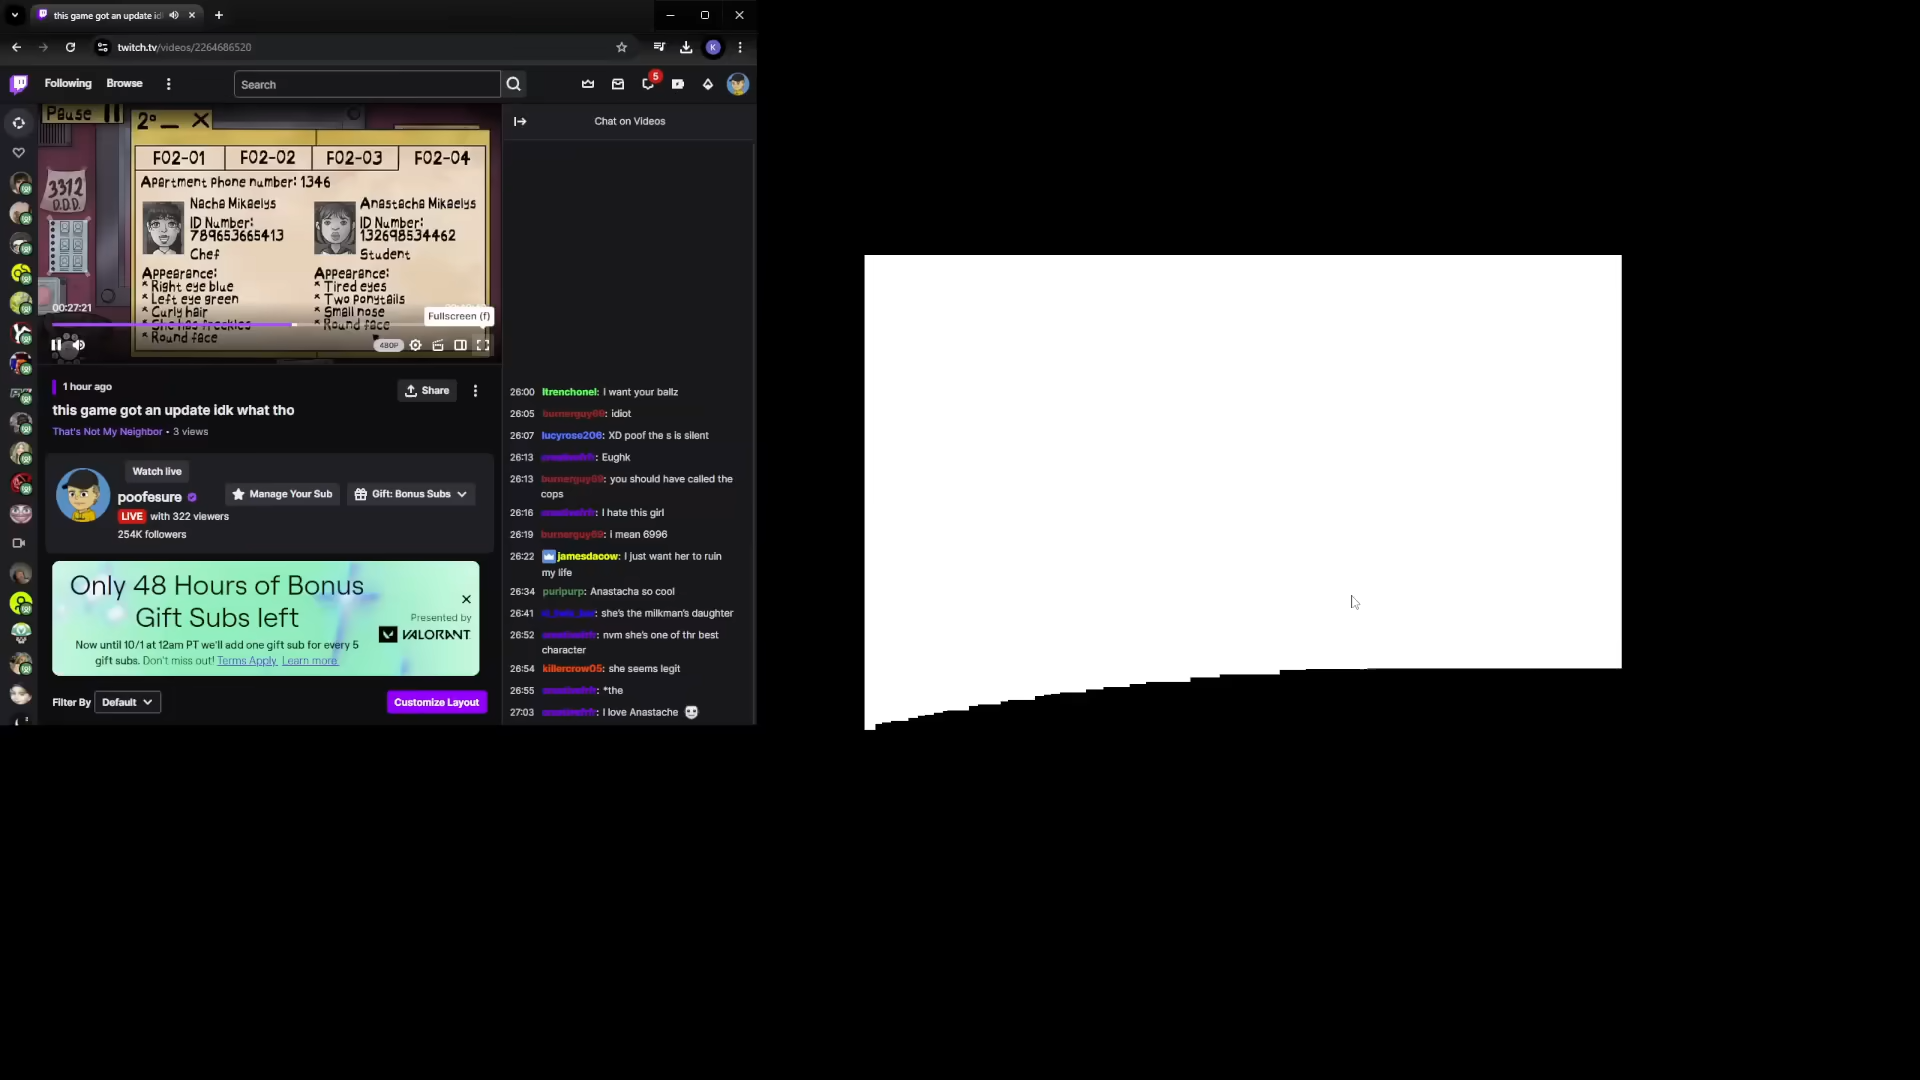 this game got an update id
twitch.tv/videos/2264686520
K
Following
Browse
Search
5
Pause
2°
Chat on Videos
F02-01
F02-02
F02-03
F02-04
Apartment phone number: 1346
3312
D.D.D.
Nacha Mikaelys
ID Number:
789653665413
Chef
Appearance:
* Right eye blue
* Left eye green
* Curly hair
* She has freckles
* Round face
Anastacha Mikaelys
ID Number:
132698534462
Student
Appearance:
* Tired eyes
* Two ponytails
* Small nose
* Round face
00:27:21
Fullscreen (f)
480P
1 hour ago
Share
this game got an update idk what tho
That's Not My Neighbor • 3 views
Watch live
poofesure
Manage Your Sub
Gift: Bonus Subs
LIVE with 322 viewers
254K followers
Only 48 Hours of Bonus
Gift Subs left
Now until 10/1 at 12am PT we'll add one gift sub for every 5
gift subs. Don't miss out! Terms Apply. Learn more.
Presented by
VALORANT
Filter By
Default
Customize Layout
26:00 ltrenchonel: I want your ballz
26:05 burnerguy69: idiot
26:07 lucyrose206: XD poof the s is silent
26:13 Eughk
26:13 burnerguy69: you should have called the
cops
26:16 I hate this girl
26:19 burnerguy69: i mean 6996
26:22 jamesdacow: I just want her to ruin
my life
26:34 purlpurp: Anastacha so cool
26:41 she's the milkman's daughter
26:52 nvm she's one of thr best
character
26:54 killercrow05: she seems legit
26:55 *the
27:03 I love Anastache